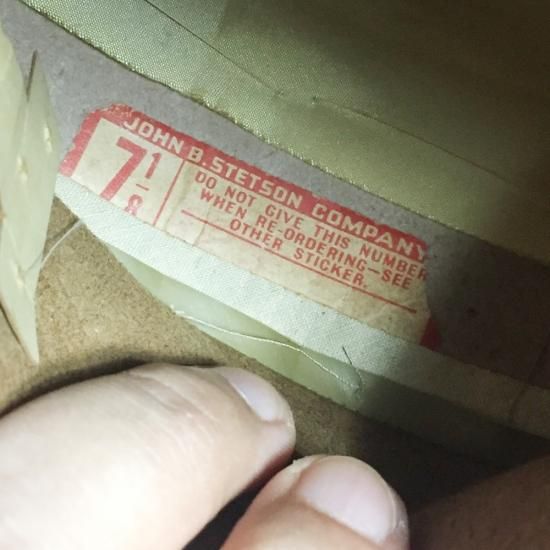 JOHN B. STETSON COMPANY
7 1/8
DO NOT GIVE THIS NUMBER
WHEN RE-ORDERING—SEE
OTHER STICKER.